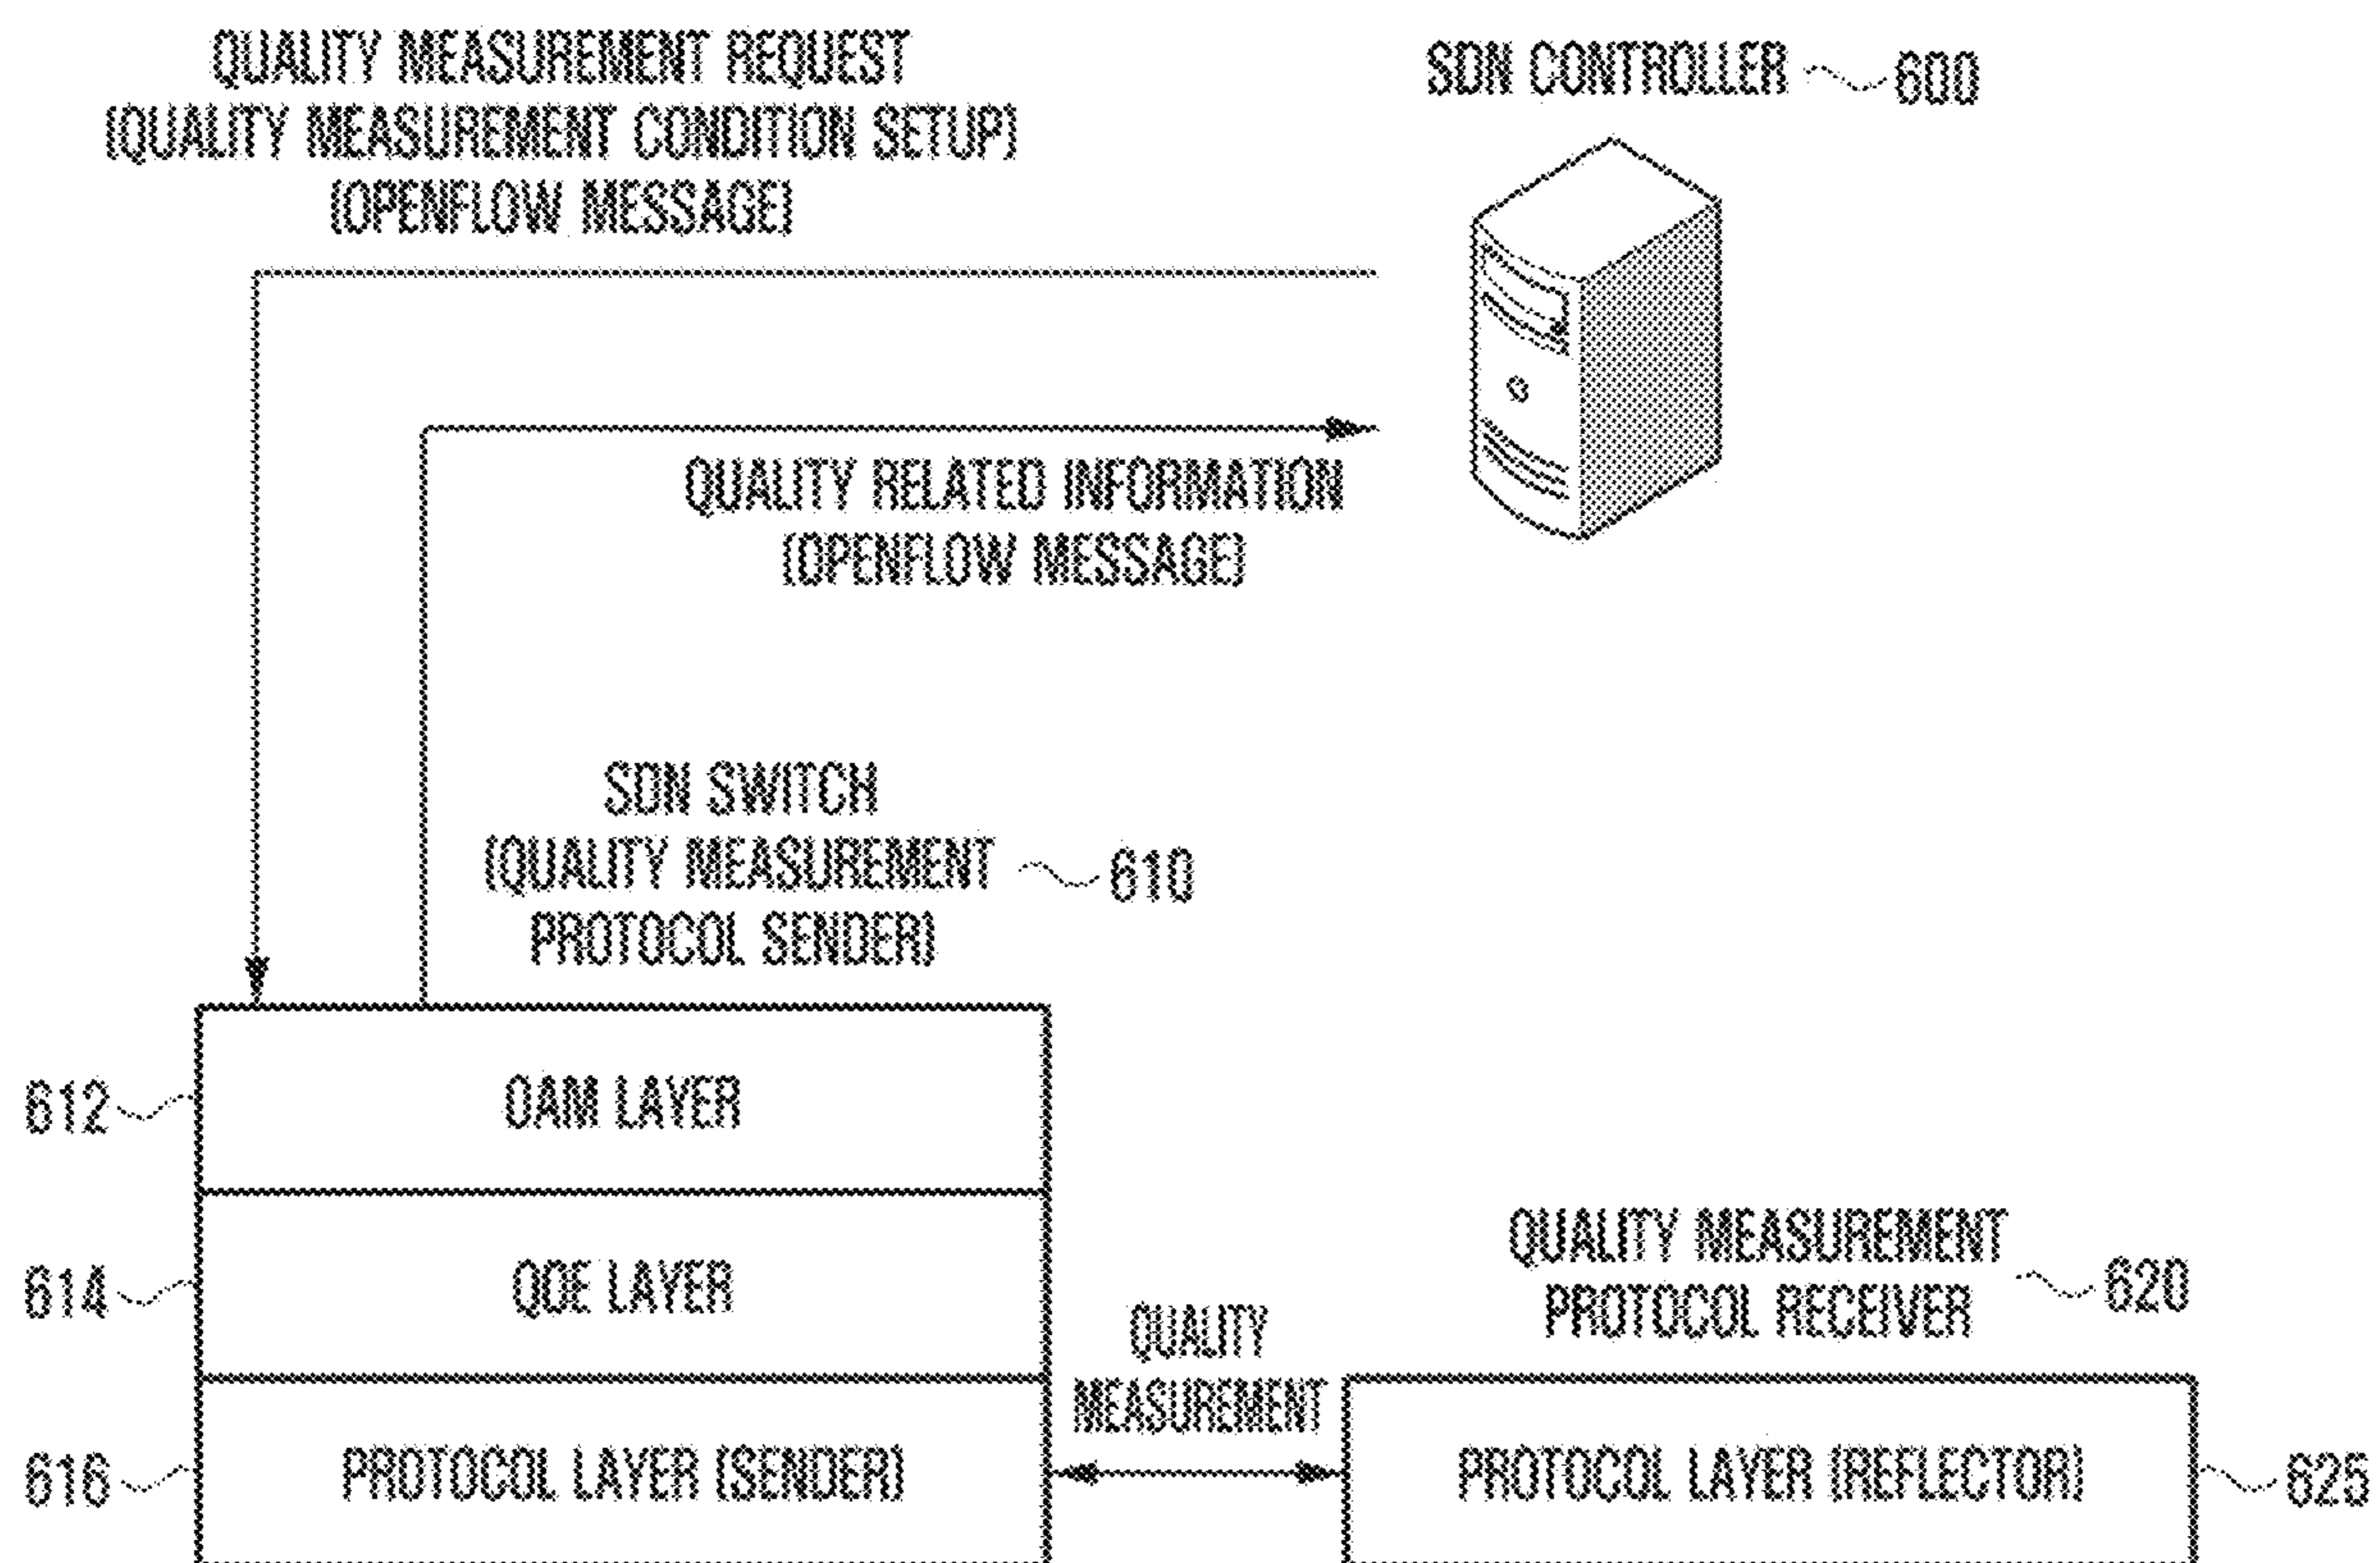 QUALITY MEASUREMENT REQUEST
(QUALITY MEASUREMENT CONDITION SETUP)
(OPENFLOW MESSAGE)
SDN CONTROLLER
600
QUALITY RELATED INFORMATION
(OPENFLOW MESSAGE)
SDN SWITCH
(QUALITY MEASUREMENT
PROTOCOL SENDER)
610
612
OAM LAYER
614
QOE LAYER
616
PROTOCOL LAYER (SENDER)
QUALITY
MEASUREMENT
QUALITY MEASUREMENT
PROTOCOL RECEIVER
620
PROTOCOL LAYER (REFLECTOR)
625